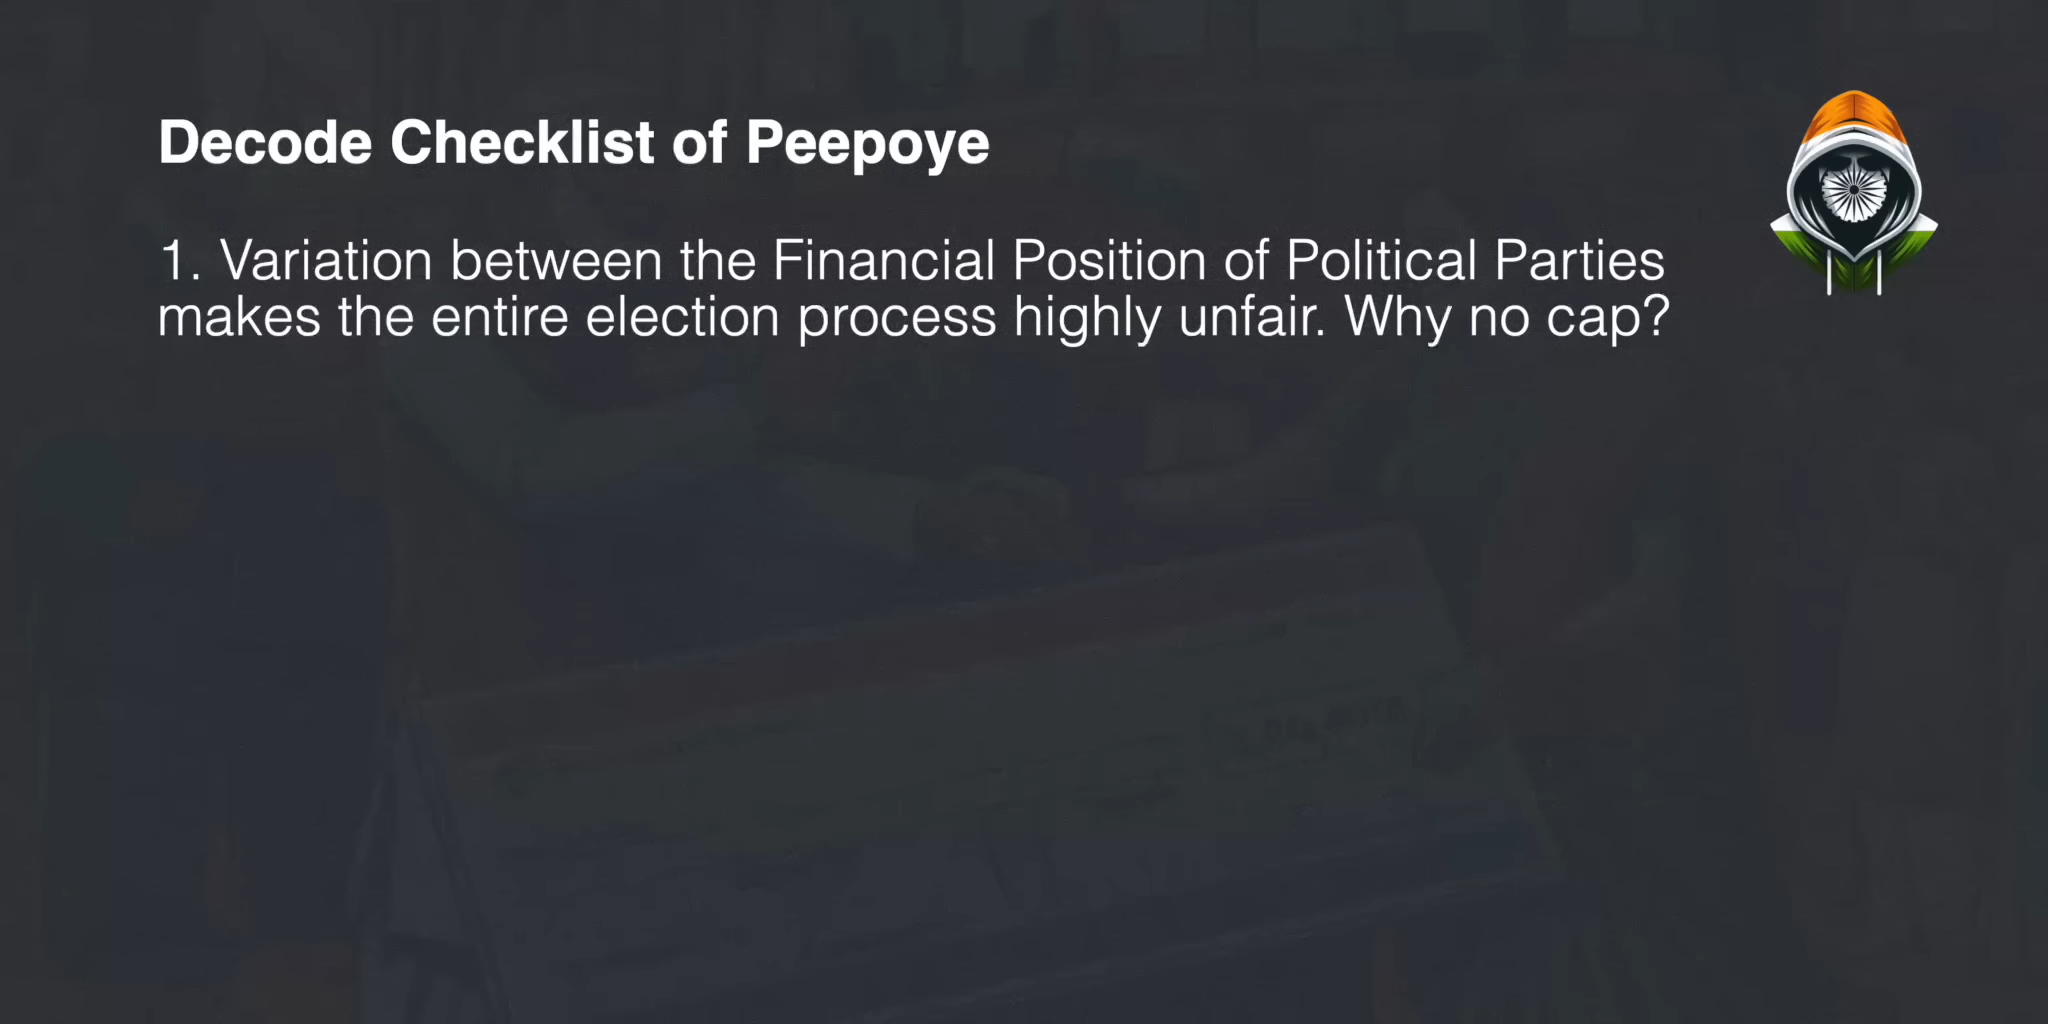 Decode Checklist of Peepoye
1. Variation between the Financial Position of Political Parties
makes the entire election process highly unfair. Why no cap?